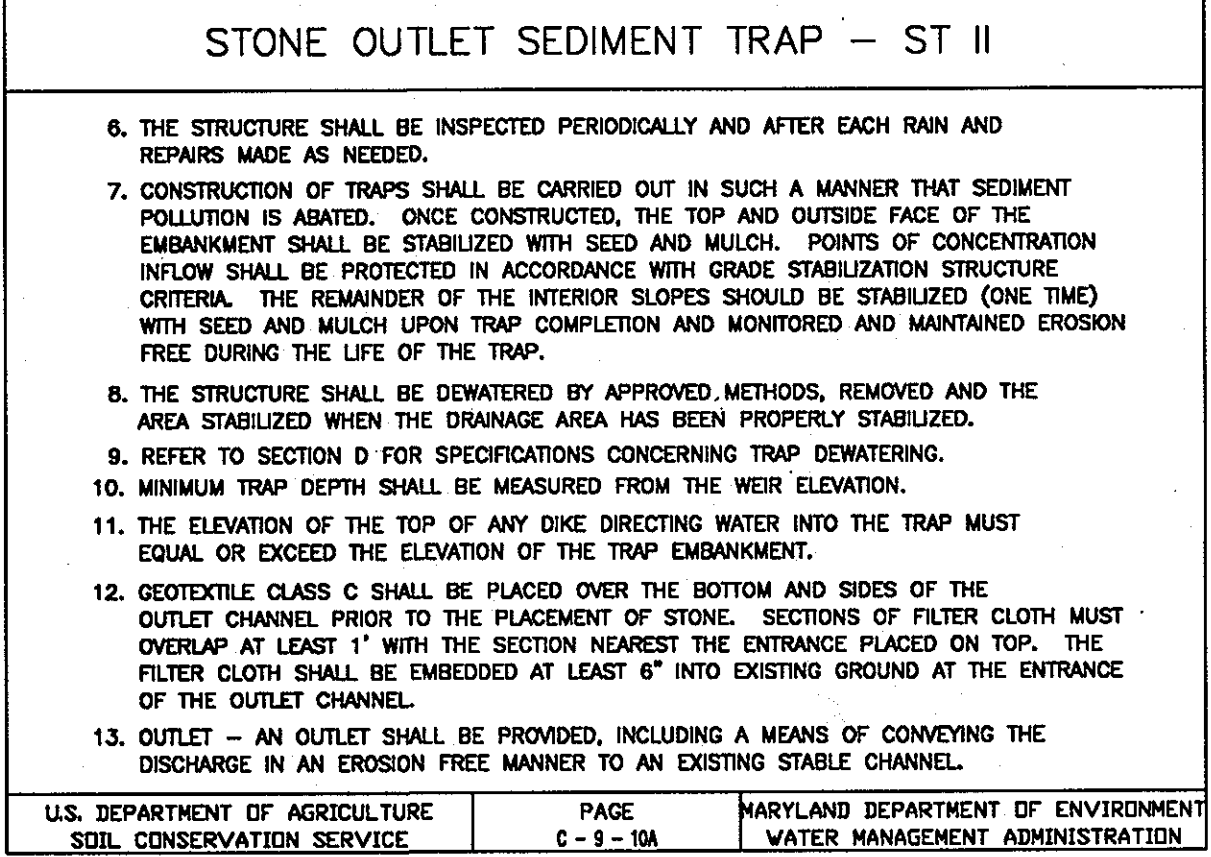 STONE OUTLET SEDIMENT TRAP — ST II
6. THE STRUCTURE SHALL BE INSPECTED PERIODICALLY AND AFTER EACH RAIN AND
REPAIRS MADE AS NEEDED.
7. CONSTRUCTION OF TRAPS SHALL BE CARRIED OUT IN SUCH A MANNER THAT SEDIMENT
POLLUTION IS ABATED. ONCE CONSTRUCTED, THE TOP AND OUTSIDE FACE OF THE
EMBANKMENT SHALL BE STABILIZED WITH SEED AND MULCH. POINTS OF CONCENTRATION
INFLOW SHALL BE PROTECTED IN ACCORDANCE WITH GRADE STABILIZATION STRUCTURE
CRITERIA. THE REMAINDER OF THE INTERIOR SLOPES SHOULD BE STABILIZED (ONE TIME)
WITH SEED AND MULCH UPON TRAP COMPLETION AND MONITORED AND MAINTAINED EROSION
FREE DURING THE LIFE OF THE TRAP.
8. THE STRUCTURE SHALL BE DEWATERED BY APPROVED METHODS, REMOVED AND THE
AREA STABILIZED WHEN THE DRAINAGE AREA HAS BEEN PROPERLY STABILIZED.
9. REFER TO SECTION D FOR SPECIFICATIONS CONCERNING TRAP DEWATERING.
10. MINIMUM TRAP DEPTH SHALL BE MEASURED FROM THE WEIR ELEVATION.
11. THE ELEVATION OF THE TOP OF ANY DIKE DIRECTING WATER INTO THE TRAP MUST
EQUAL OR EXCEED THE ELEVATION OF THE TRAP EMBANKMENT.
12. GEOTEXTILE CLASS C SHALL BE PLACED OVER THE BOTTOM AND SIDES OF THE
OUTLET CHANNEL PRIOR TO THE PLACEMENT OF STONE. SECTIONS OF FILTER CLOTH MUST
OVERLAP AT LEAST 1' WITH THE SECTION NEAREST THE ENTRANCE PLACED ON TOP. THE
FILTER CLOTH SHALL BE EMBEDDED AT LEAST 6" INTO EXISTING GROUND AT THE ENTRANCE
OF THE OUTLET CHANNEL.
13. OUTLET — AN OUTLET SHALL BE PROVIDED, INCLUDING A MEANS OF CONVEYING THE
DISCHARGE IN AN EROSION FREE MANNER TO AN EXISTING STABLE CHANNEL.
U.S. DEPARTMENT OF AGRICULTURE
SOIL CONSERVATION SERVICE
PAGE
C - 9 - 10A
MARYLAND DEPARTMENT OF ENVIRONMENT
WATER MANAGEMENT ADMINISTRATION